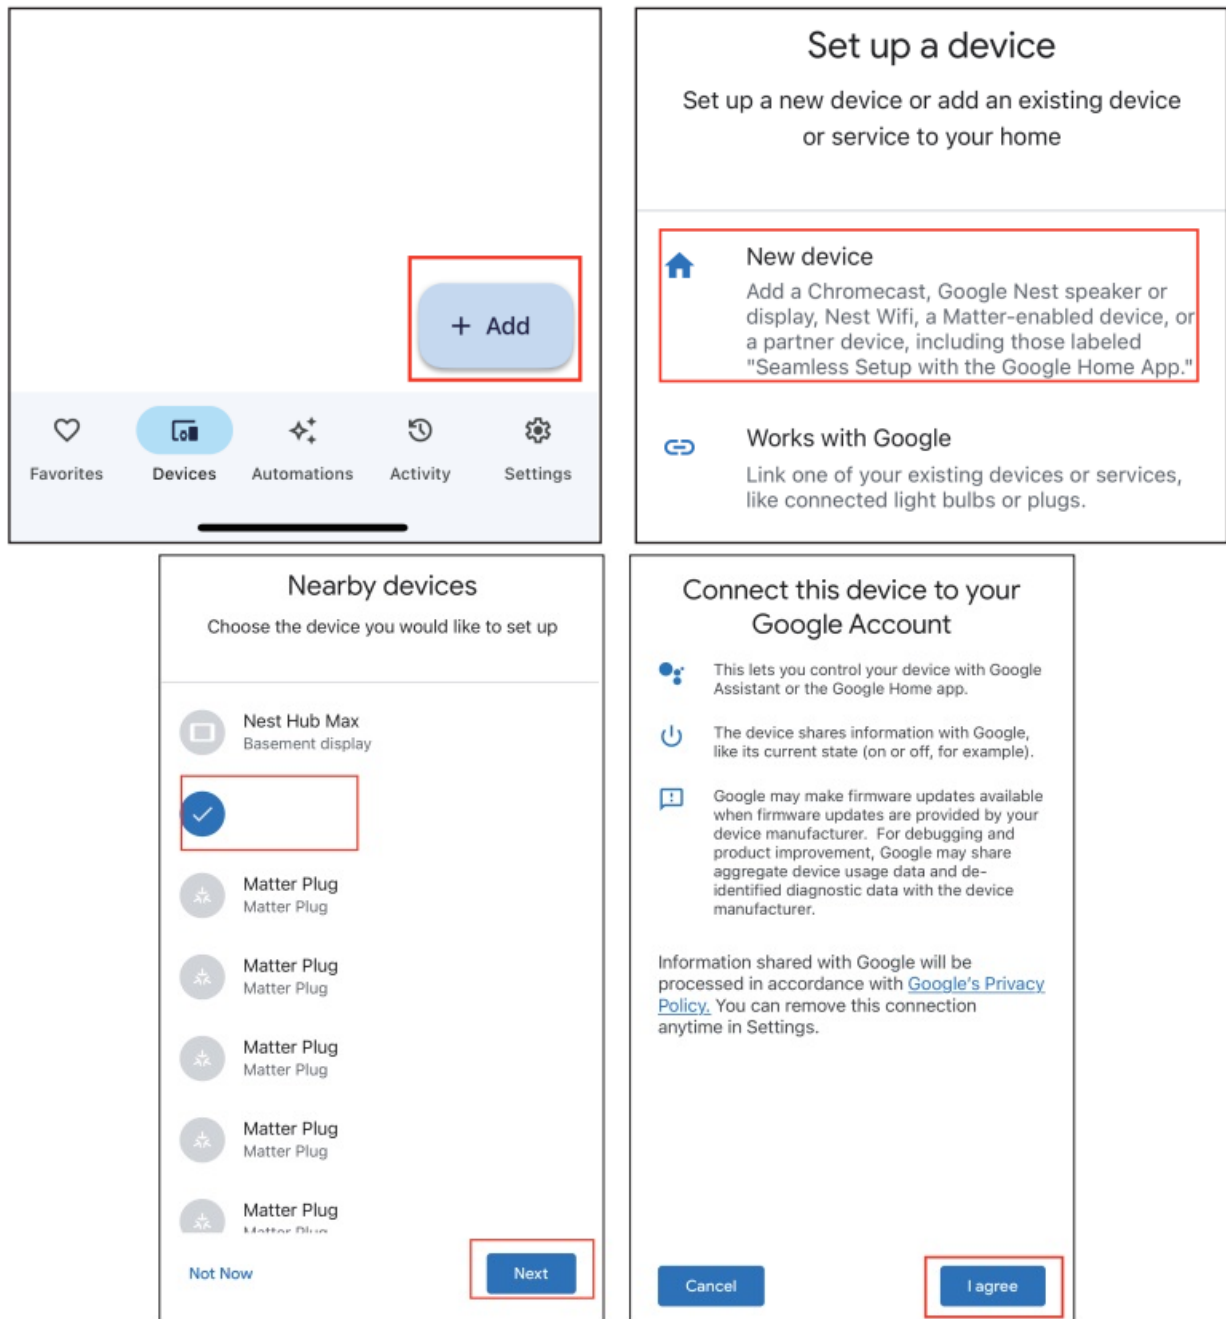 + Add
Favorites
Devices
Automations
Activity
Settings
Set up a device
Set up a new device or add an existing device
or service to your home
New device
Add a Chromecast, Google Nest speaker or
display, Nest Wifi, a Matter-enabled device, or
a partner device, including those labeled
"Seamless Setup with the Google Home App."
Works with Google
Link one of your existing devices or services,
like connected light bulbs or plugs.
Nearby devices
Choose the device you would like to set up
Nest Hub Max
Basement display
Matter Plug
Matter Plug
Matter Plug
Matter Plug
Matter Plug
Matter Plug
Matter Plug
Matter Plug
Matter Plug
Matter Plug
Not Now
Next
Connect this device to your
Google Account
This lets you control your device with Google
Assistant or the Google Home app.
The device shares information with Google,
like its current state (on or off, for example).
Google may make firmware updates available
when firmware updates are provided by your
device manufacturer. For debugging and
product improvement, Google may share
aggregate device usage data and de-
identified diagnostic data with the device
manufacturer.
Information shared with Google will be
processed in accordance with Google's Privacy
Policy. You can remove this connection
anytime in Settings.
Cancel
I agree